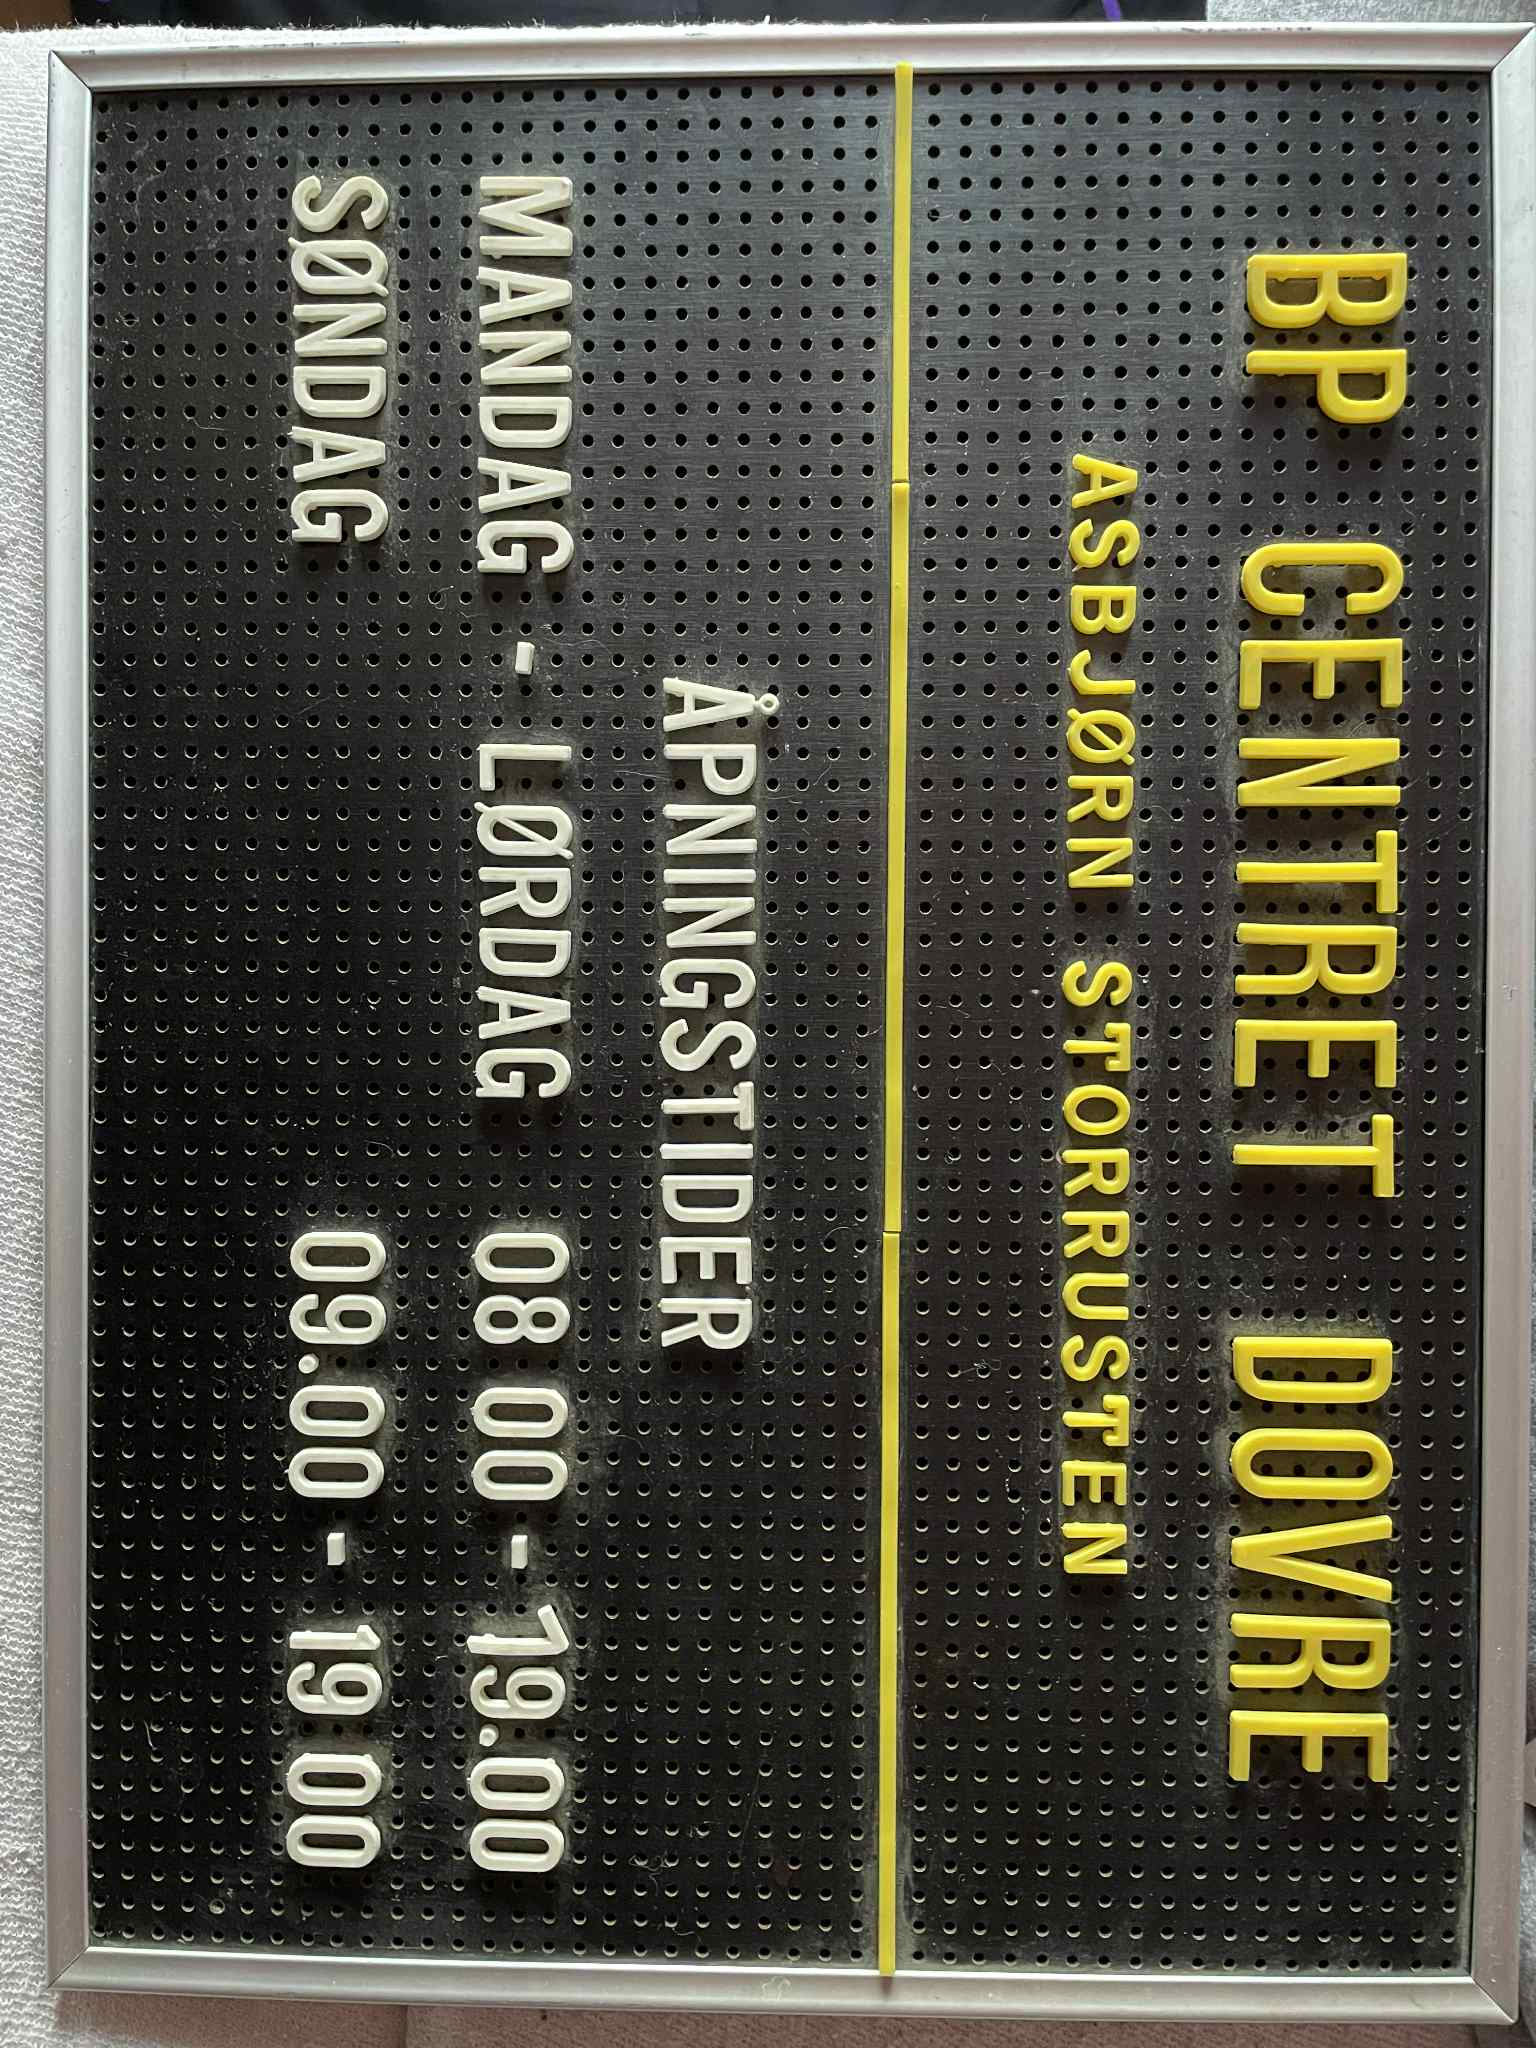 BP CENTRET DOVRE
ASBJØRN STORRUSTEN
ÅPNINGSTIDER
MANDAG - LØRDAG 08 00 - 19.00
SØNDAG 09.00 - 19 00